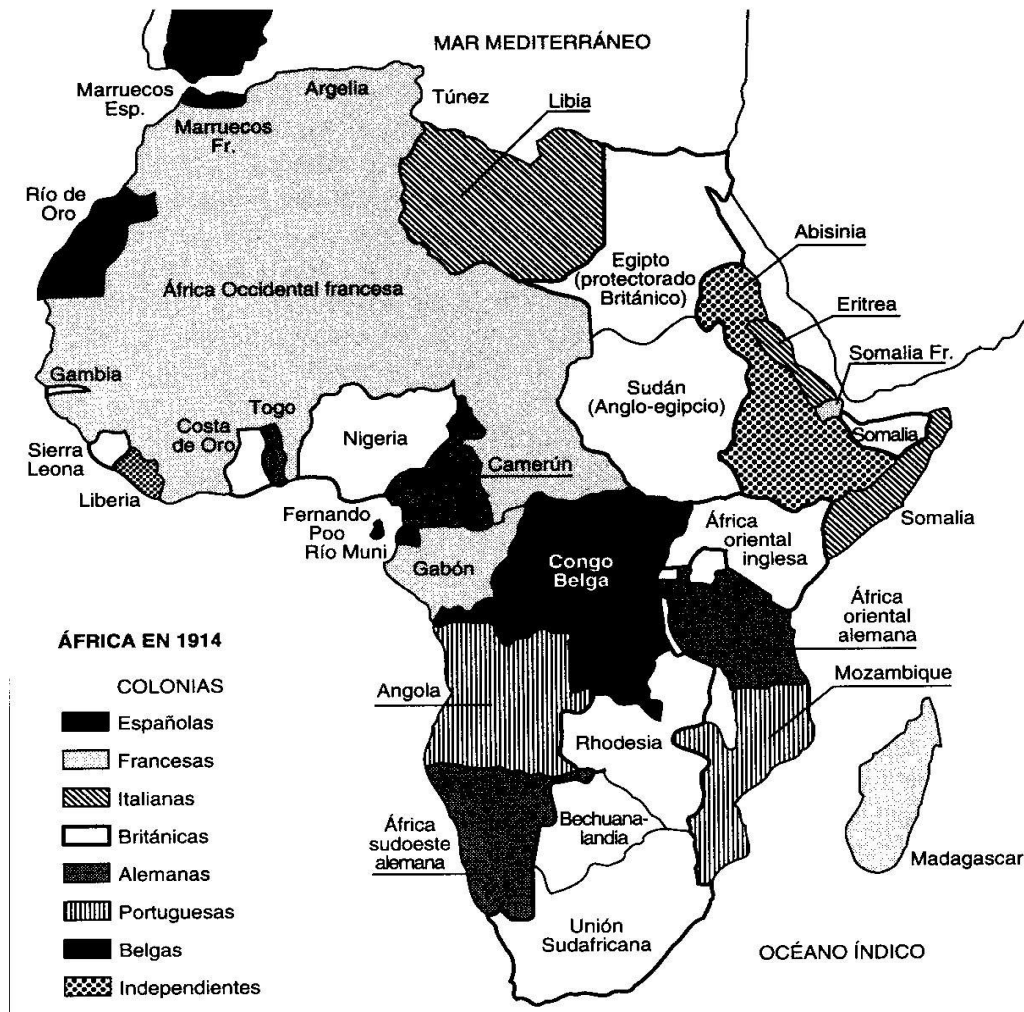 MAR MEDITERRÁNEO
Marruecos
Esp.
Argelia
Túnez
Libia
Marruecos
Fr.
Río de
Oro
Abisinia
Egipto
(protectorado
Británico)
África Occidental francesa
Eritrea
Somalia Fr.
Gambia
Sudán
(Anglo-egipcio)
Togo
Costa
de Oro
Nigeria
Somalia
Sierra
Leona
Camerún
Liberia
Fernando
Poo
Río Muni
África
oriental
inglesa
Somalia
Gabón
Congo
Belga
África
oriental
alemana
ÁFRICA EN 1914
Mozambique
COLONIAS
Angola
Españolas
Rhodesia
Francesas
Italianas
Británicas
África
sudoeste
alemana
Bechuana-
landia
Madagascar
Alemanas
Portuguesas
Unión
Sudafricana
Belgas
OCÉANO ÍNDICO
Independientes